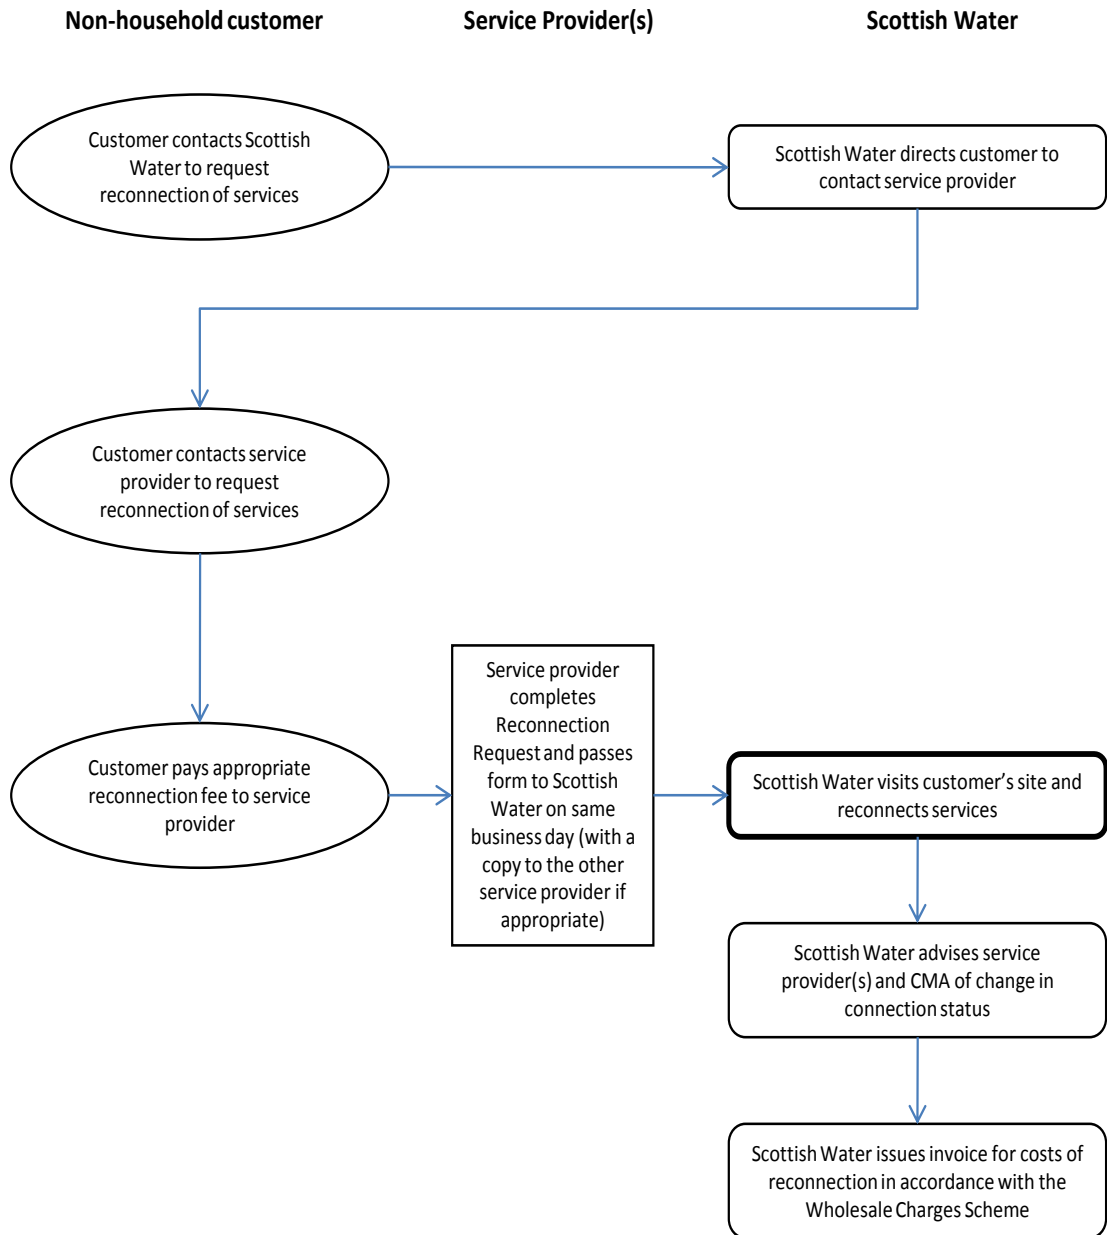 Non-household customer
Service Provider(s)
Scottish Water
Customer contacts Scottish
Water to request
reconnection of services
Scottish Water directs customer to
contact service provider
Customer contacts service
provider to request
reconnection of services
Customer pays appropriate
reconnection fee to service
provider
Service provider
completes
Reconnection
Request and passes
form to Scottish
Water on same
business day (with a
copy to the other
service provider if
appropriate)
Scottish Water visits customer’s site and
reconnects services
Scottish Water advises service
provider(s) and CMA of change in
connection status
Scottish Water issues invoice for costs of
reconnection in accordance with the
Wholesale Charges Scheme